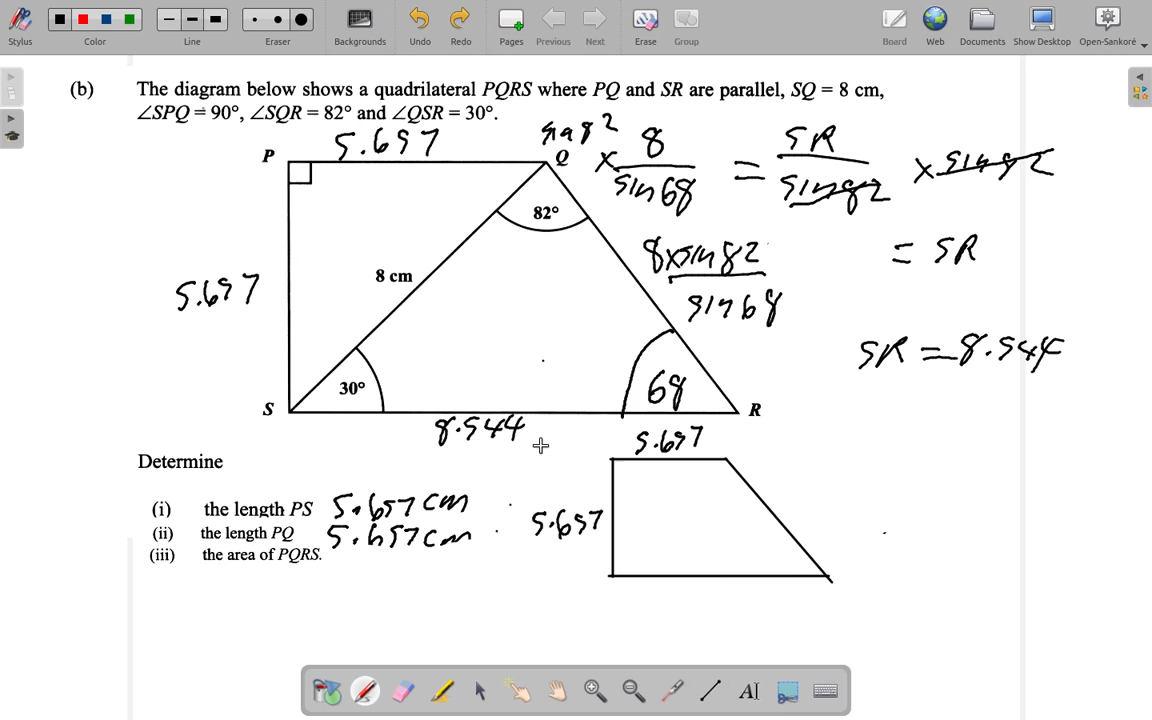 Stylus Color Line Eraser Backgrounds Undo Redo Pages Previous Next Erase Group Board Web Documents Show Desktop Open-Sankoré
(b) The diagram below shows a quadrilateral PQRS where PQ and SR are parallel, SQ = 8 cm,
∠SPQ = 90°, ∠SQR = 82° and ∠QSR = 30°.
5.657
P
Q
sin 82 × 8 / sin 68 = SR / sin 82 × sin 82
82°
8 × sin 82 / sin 68 = SR
8 cm
5.657
SR = 8.544
30°
68
S
R
8.544
5.657
Determine
(i) the length PS 5.657 cm
5.657
(ii) the length PQ 5.657 cm
(iii) the area of PQRS.